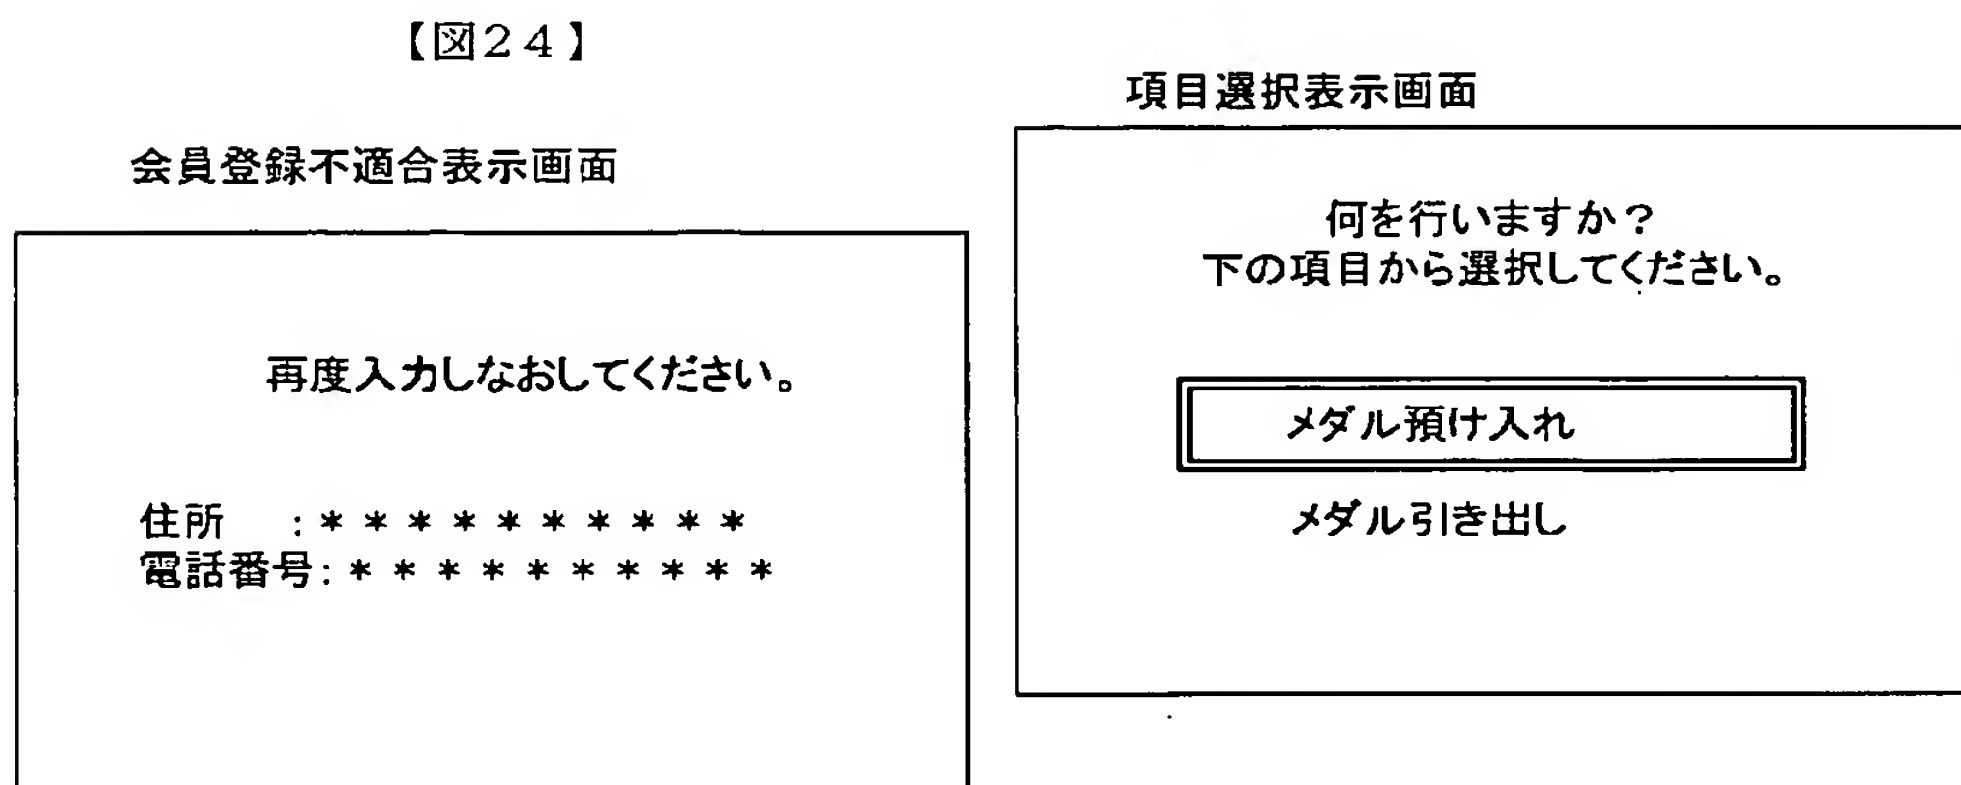 【図24】
会員登録不適合表示画面
再度入力しなおしてください。
住所 :**********
電話番号:**********
項目選択表示画面
何を行いますか?
下の項目から選択してください。
メダル預け入れ
メダル引き出し